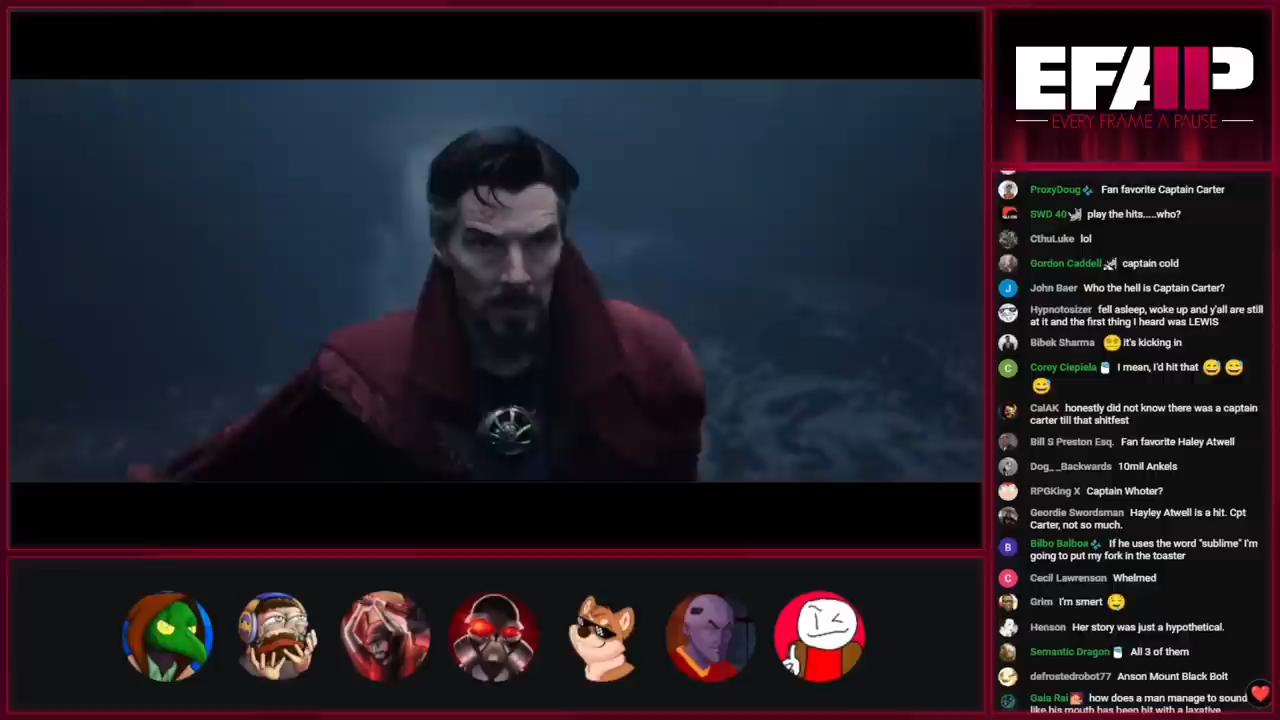 EFAP
EVERY FRAME A PAUSE
ProxyDoug Fan favorite Captain Carter
SWD 40 play the hits.....who?
CthuLuke lol
Gordon Caddell captain cold
J John Baer Who the hell is Captain Carter?
Hypnotosizer fell asleep, woke up and y'all are still
at it and the first thing I heard was LEWIS
Bibek Sharma it's kicking in
C Corey Ciepiela I mean, I'd hit that
CalAK honestly did not know there was a captain
carter till that shitfest
Bill S Preston Esq. Fan favorite Haley Atwell
Dog__Backwards 10mil Ankels
RPGKing X Captain Whoter?
Geordie Swordsman Hayley Atwell is a hit. Cpt
Carter, not so much.
B Bilbo Balboa If he uses the word "sublime" I'm
going to put my fork in the toaster
Cecil Lawrenson Whelmed
Grim I'm smert
Henson Her story was just a hypothetical.
Semantic Dragon All 3 of them
defrostedrobot77 Anson Mount Black Bolt
Gaia Rai how does a man manage to sound
like his mouth has been hit with a laxative